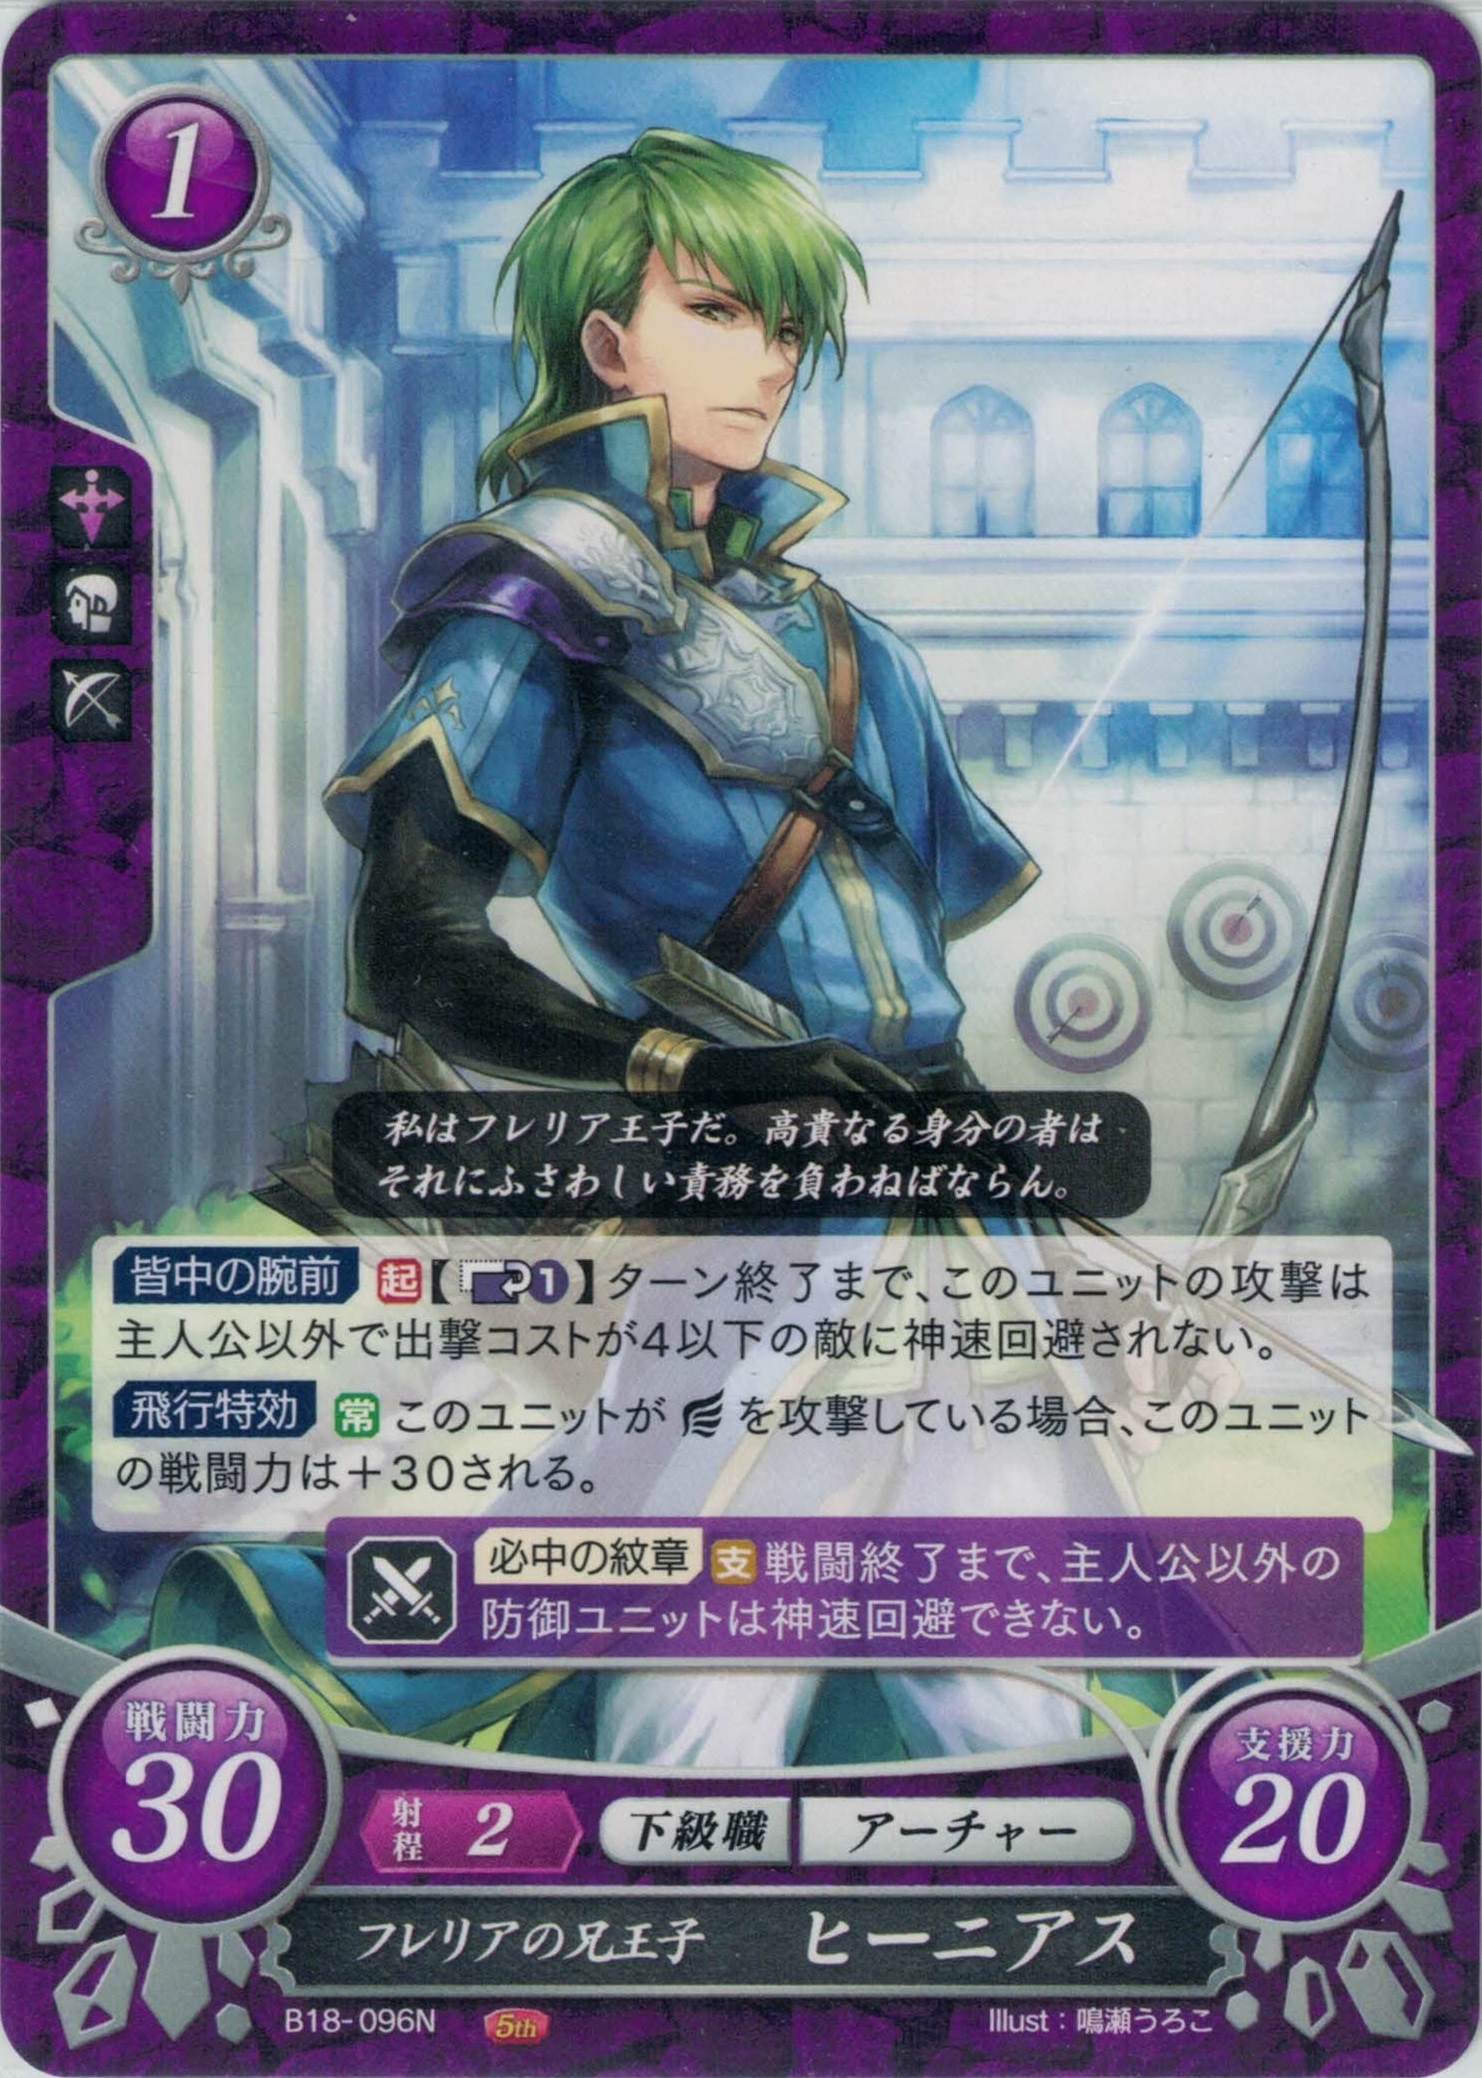 1
私はフレリア王子だ。高貴なる身分の者は
それにふさわしい責務を負わねばならん。
皆中の腕前 起【1】ターン終了まで、このユニットの攻撃は
主人公以外で出撃コストが4以下の敵に神速回避されない。
飛行特効 常 このユニットが を攻撃している場合、このユニット
の戦闘力は+30される。
必中の紋章 支 戦闘終了まで、主人公以外の
防御ユニットは神速回避できない。
戦闘力
30
射程 2
下級職 アーチャー
支援力
20
フレリアの兄王子 ヒーニアス
B18-096N 5th Illust:鳴瀬うろこ